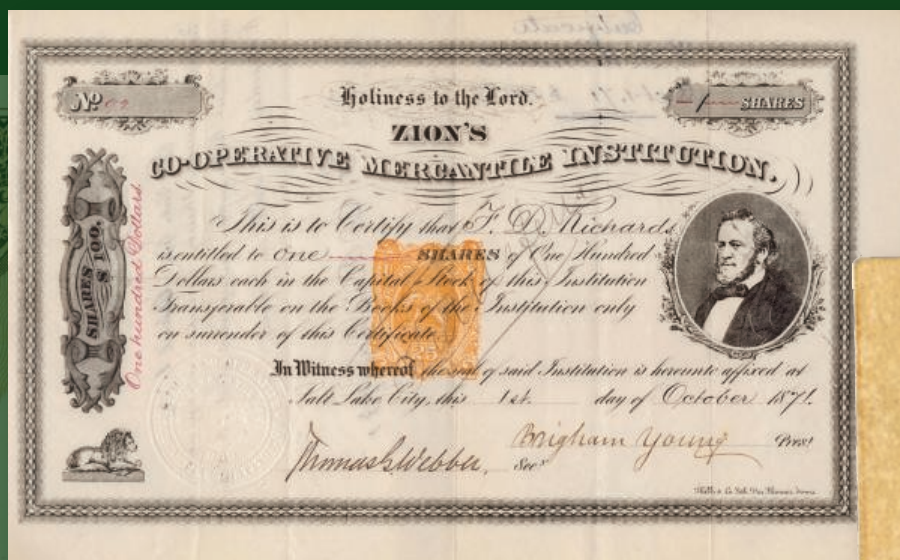 No
Holiness to the Lord.
SHARES
ZION'S
CO-OPERATIVE MERCANTILE INSTITUTION.
SHARES 100. $
One hundred Dollars.
This is to Certify that F. D. Richards
is entitled to one SHARES of One Hundred
Dollars each in the Capital Stock of this Institution
Transferable on the Books of the Institution only
on surrender of this Certificate
In Witness whereof the seal of said Institution is hereunto affixed at
Salt Lake City, this 1st. day of October 1871.
Thomas G Webber, Secy
Brigham Young Prest